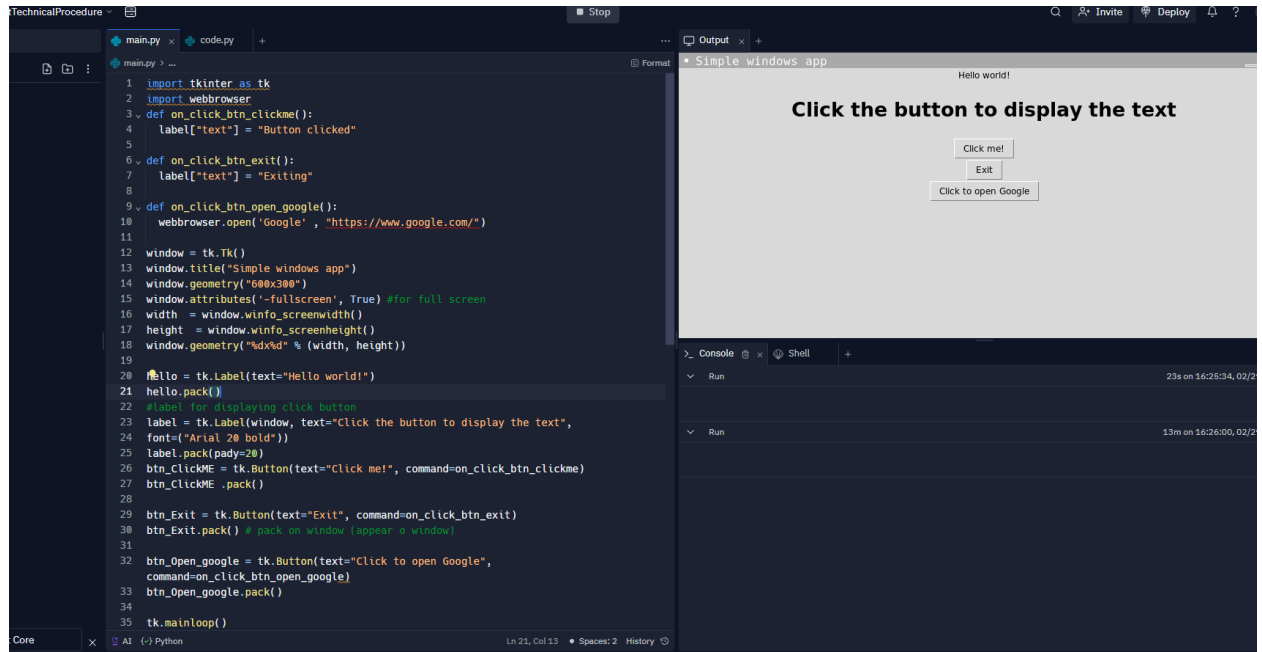 tTechnicalProcedure
Stop
Invite
Deploy
?
main.py ×
code.py
+
...
main.py > ...
Format
1 import tkinter as tk
2 import webbrowser
3 def on_click_btn_clickme():
4   label["text"] = "Button clicked"
5
6 def on_click_btn_exit():
7   label["text"] = "Exiting"
8
9 def on_click_btn_open_google():
10   webbrowser.open('Google' , "https://www.google.com/")
11
12 window = tk.Tk()
13 window.title("Simple windows app")
14 window.geometry("600x300")
15 window.attributes('-fullscreen', True) #for full screen
16 width  = window.winfo_screenwidth()
17 height  = window.winfo_screenheight()
18 window.geometry("%dx%d" % (width, height))
19
20 hello = tk.Label(text="Hello world!")
21 hello.pack()
22 #label for displaying click button
23 label = tk.Label(window, text="Click the button to display the text",
24 font=("Arial 20 bold"))
25 label.pack(pady=20)
26 btn_ClickME = tk.Button(text="Click me!", command=on_click_btn_clickme)
27 btn_ClickME .pack()
28
29 btn_Exit = tk.Button(text="Exit", command=on_click_btn_exit)
30 btn_Exit.pack() # pack on window (appear o window)
31
32 btn_Open_google = tk.Button(text="Click to open Google",
command=on_click_btn_open_google)
33 btn_Open_google.pack()
34
35 tk.mainloop()
: Core ×
AI {} Python
Ln 21, Col 13 • Spaces: 2 History
Output × +
Simple windows app
Hello world!
Click the button to display the text
Click me!
Exit
Click to open Google
Console ×
Shell
+
Run
23s on 16:25:34, 02/2
Run
13m on 16:26:00, 02/2